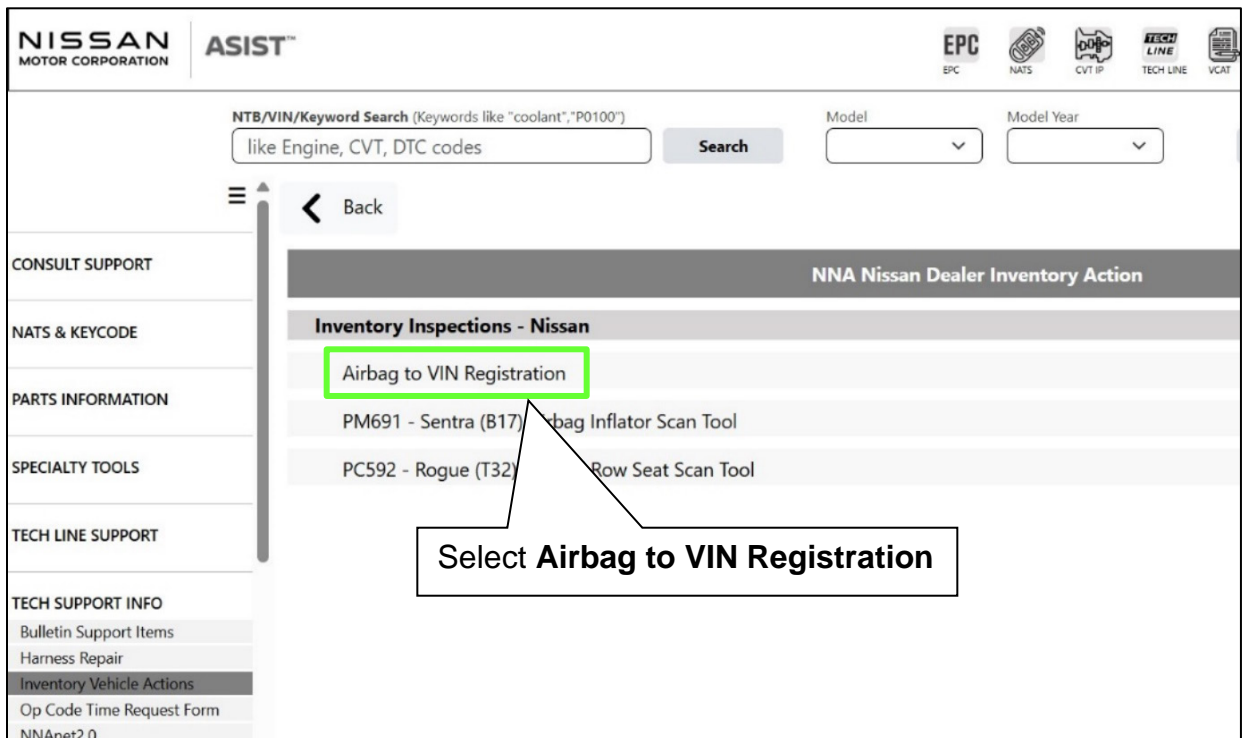 NISSAN
MOTOR CORPORATION
ASIST™
EPC
EPC
NATS
CVT IP
TECH
LINE
TECH LINE
VCAT
NTB/VIN/Keyword Search (Keywords like "coolant","P0100")
Model
Model Year
like Engine, CVT, DTC codes
Search
Back
NNA Nissan Dealer Inventory Action
Inventory Inspections - Nissan
Airbag to VIN Registration
PM691 - Sentra (B17) Airbag Inflator Scan Tool
PC592 - Rogue (T32) Row Seat Scan Tool
Select Airbag to VIN Registration
CONSULT SUPPORT
NATS & KEYCODE
PARTS INFORMATION
SPECIALTY TOOLS
TECH LINE SUPPORT
TECH SUPPORT INFO
Bulletin Support Items
Harness Repair
Inventory Vehicle Actions
Op Code Time Request Form
NNAnet2.0